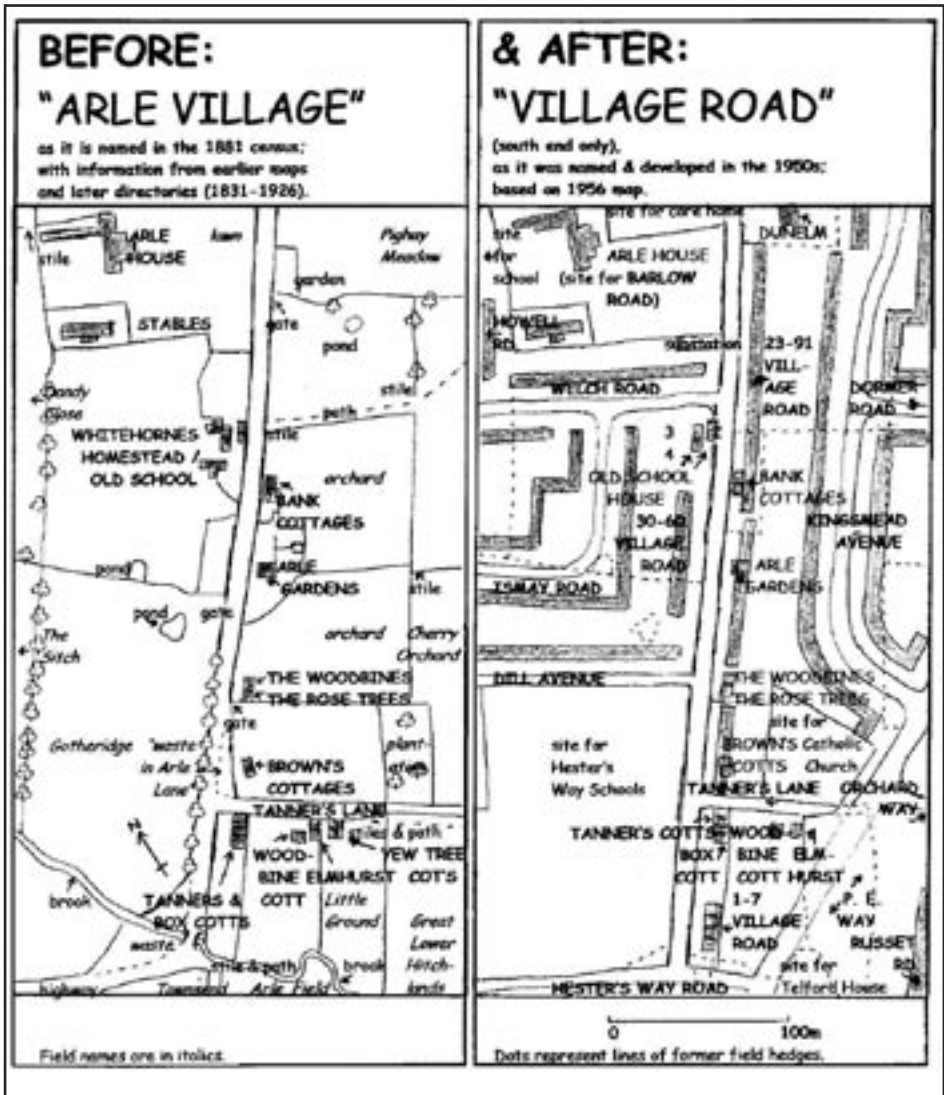 BEFORE:
"ARLE VILLAGE"
as it is named in the 1881 census;
with information from earlier maps
and later directories (1831-1926).
ARLE
HOUSE
lawn
Pighay
Meadow
stile
garden
STABLES
gate
pond
Dandy
Close
stile
path
WHITEHORNES
HOMESTEAD /
OLD SCHOOL
stile
orchard
BANK
COTTAGES
pond
ARLE
GARDENS
stile
pond
gate
The
Sitch
orchard
Cherry
Orchard
THE WOODBINES
THE ROSE TREES
gate
Gotheridge
"waste
in Arle
Lane"
plant-
ation
BROWN'S
COTTAGES
TANNER'S LANE
N
stiles & path
WOOD-
BINE
COTT
ELMHURST
YEW TREE
COT'S
brook
TANNERS &
BOX COTTS
Little
Ground
Great
Lower
Hitch-
lands
waste
stile & path
brook
highway
Townsend
Arle Field
Field names are in italics.
& AFTER:
"VILLAGE ROAD"
(south end only),
as it was named & developed in the 1950s;
based on 1956 map.
site for care home
DUNELM
site
for
school
ARLE HOUSE
(site for BARLOW
ROAD)
HOWELL
RD
substation
23-91
VILL-
AGE
ROAD
WELCH ROAD
DORMER
ROAD
1
2
3
4
OLD SCHOOL
HOUSE
BANK
COTTAGES
30-60
VILLAGE
ROAD
KINGSMEAD
AVENUE
ISMAY ROAD
ARLE
GARDENS
DILL AVENUE
THE WOODBINES
THE ROSE TREES
site for
Hester's
Way Schools
site for
Catholic
Church
BROWN'S
COTTS
TANNER'S LANE
ORCHARD
WAY
TANNER'S COTTS
BOX
COTT
WOOD-
BINE
COTT
ELM-
HURST
1-7
VILLAGE
ROAD
P. E.
WAY
RUSSET
RD
site for
Telford House
HESTER'S WAY ROAD
0
100m
Dots represent lines of former field hedges.